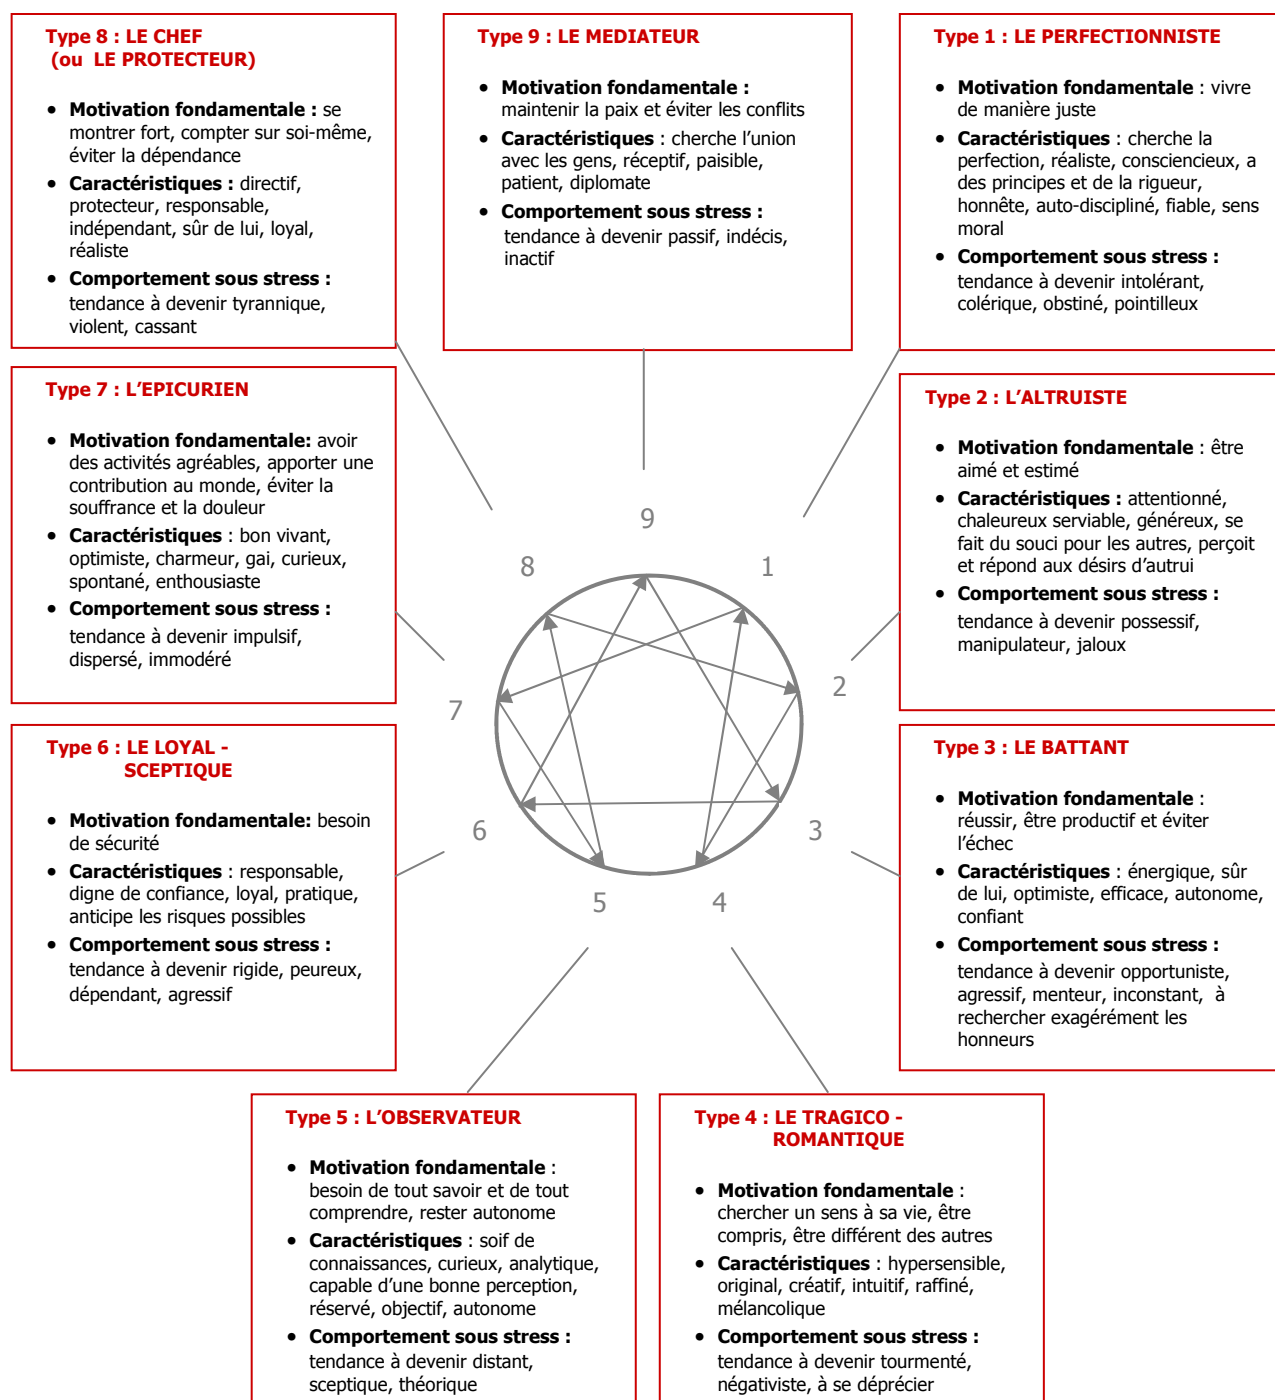 Type 8 : LE CHEF
(ou LE PROTECTEUR)
• Motivation fondamentale : se
montrer fort, compter sur soi-même,
éviter la dépendance
• Caractéristiques : directif,
protecteur, responsable,
indépendant, sûr de lui, loyal,
réaliste
• Comportement sous stress :
tendance à devenir tyrannique,
violent, cassant
Type 9 : LE MEDIATEUR
• Motivation fondamentale :
maintenir la paix et éviter les conflits
• Caractéristiques : cherche l’union
avec les gens, réceptif, paisible,
patient, diplomate
• Comportement sous stress :
tendance à devenir passif, indécis,
inactif
Type 1 : LE PERFECTIONNISTE
• Motivation fondamentale : vivre
de manière juste
• Caractéristiques : cherche la
perfection, réaliste, consciencieux, a
des principes et de la rigueur,
honnête, auto-discipliné, fiable, sens
moral
• Comportement sous stress :
tendance à devenir intolérant,
colérique, obstiné, pointilleux
Type 7 : L’EPICURIEN
• Motivation fondamentale: avoir
des activités agréables, apporter une
contribution au monde, éviter la
souffrance et la douleur
• Caractéristiques : bon vivant,
optimiste, charmeur, gai, curieux,
spontané, enthousiaste
• Comportement sous stress :
tendance à devenir impulsif,
dispersé, immodéré
Type 2 : L’ALTRUISTE
• Motivation fondamentale : être
aimé et estimé
• Caractéristiques : attentionné,
chaleureux serviable, généreux, se
fait du souci pour les autres, perçoit
et répond aux désirs d’autrui
• Comportement sous stress :
tendance à devenir possessif,
manipulateur, jaloux
9
8
1
7
2
6
3
5
4
Type 6 : LE LOYAL -
SCEPTIQUE
• Motivation fondamentale: besoin
de sécurité
• Caractéristiques : responsable,
digne de confiance, loyal, pratique,
anticipe les risques possibles
• Comportement sous stress :
tendance à devenir rigide, peureux,
dépendant, agressif
Type 3 : LE BATTANT
• Motivation fondamentale :
réussir, être productif et éviter
l’échec
• Caractéristiques : énergique, sûr
de lui, optimiste, efficace, autonome,
confiant
• Comportement sous stress :
tendance à devenir opportuniste,
agressif, menteur, inconstant, à
rechercher exagérément les
honneurs
Type 5 : L’OBSERVATEUR
• Motivation fondamentale :
besoin de tout savoir et de tout
comprendre, rester autonome
• Caractéristiques : soif de
connaissances, curieux, analytique,
capable d’une bonne perception,
réservé, objectif, autonome
• Comportement sous stress :
tendance à devenir distant,
sceptique, théorique
Type 4 : LE TRAGICO -
ROMANTIQUE
• Motivation fondamentale :
chercher un sens à sa vie, être
compris, être différent des autres
• Caractéristiques : hypersensible,
original, créatif, intuitif, raffiné,
mélancolique
• Comportement sous stress :
tendance à devenir tourmenté,
négativiste, à se déprécier